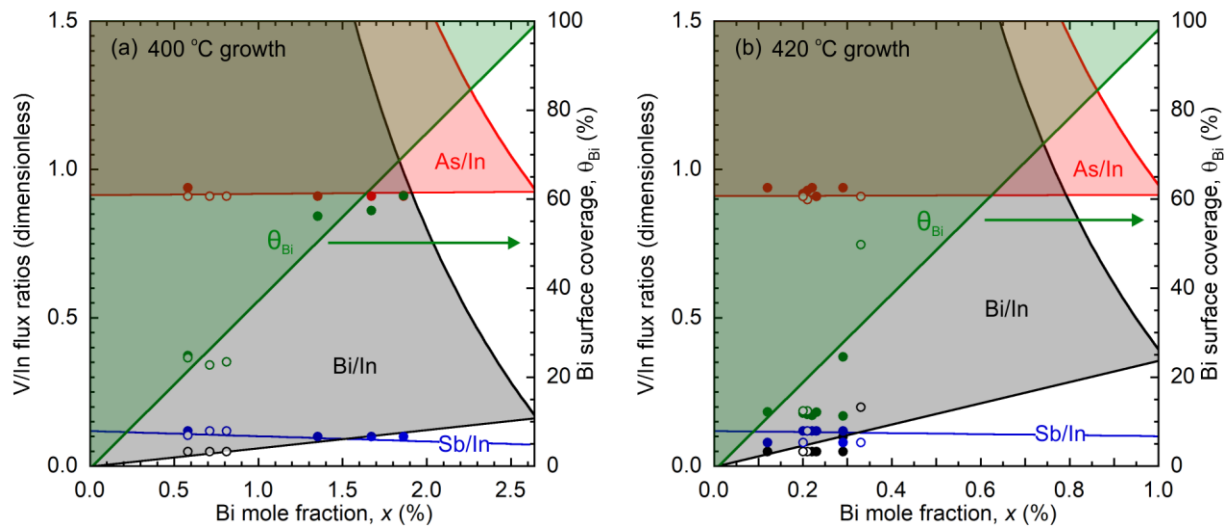 (a) 400 °C growth
V/In flux ratios (dimensionless)
1.5
1.0
0.5
0.0
As/In
θBi
Bi/In
Sb/In
100
80
60
40
20
0
Bi surface coverage, θBi (%)
0.0 0.5 1.0 1.5 2.0 2.5
Bi mole fraction, x (%)
(b) 420 °C growth
V/In flux ratios (dimensionless)
1.5
1.0
0.5
0.0
As/In
θBi
Bi/In
Sb/In
100
80
60
40
20
0
Bi surface coverage, θBi (%)
0.0 0.2 0.4 0.6 0.8 1.0
Bi mole fraction, x (%)